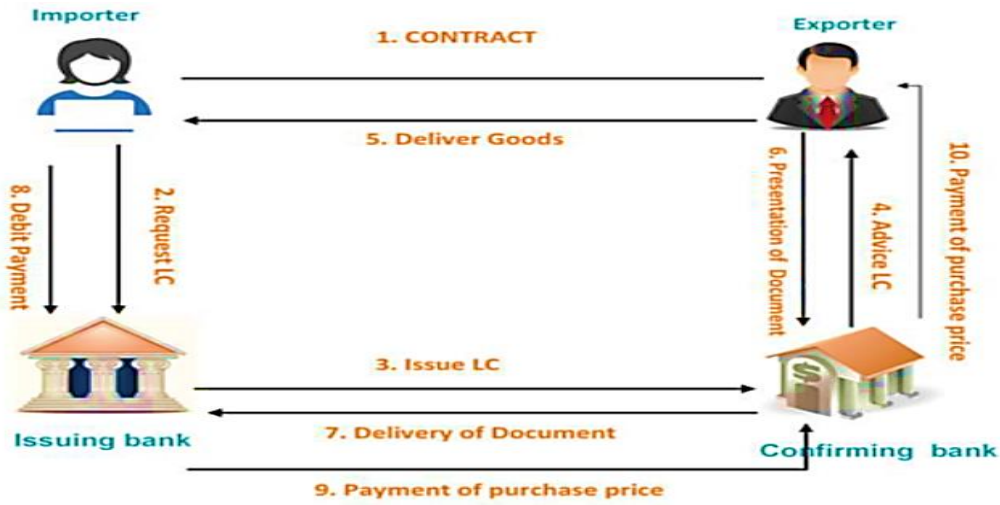 Importer
Exporter
1. CONTRACT
5. Deliver Goods
8. Debit Payment
2. Request LC
6. Presentation of Document
4. Advice LC
10. Payment of purchase price
3. Issue LC
$
7. Delivery of Document
Issuing bank
Confirming bank
9. Payment of purchase price